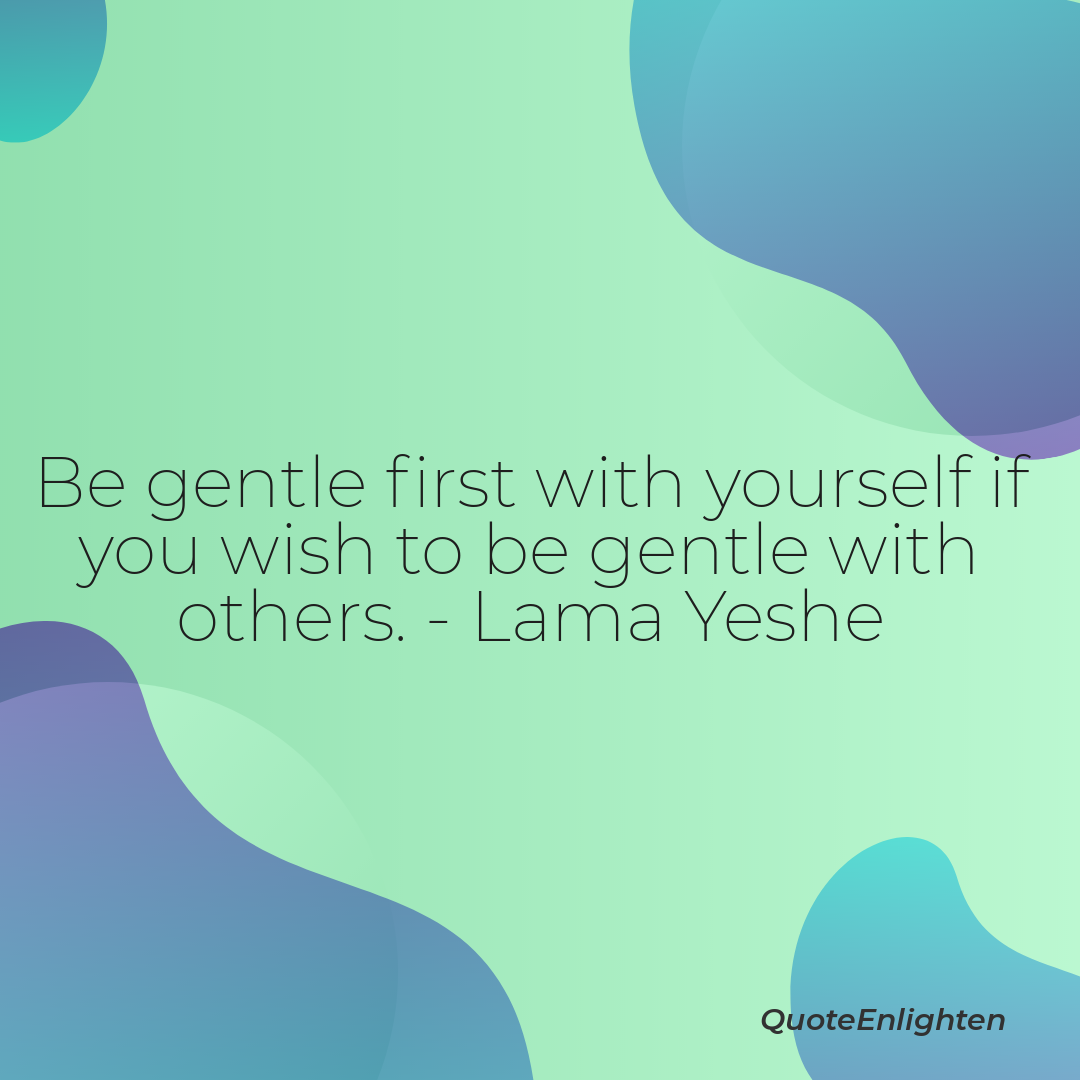 Be gentle first with yourself if
you wish to be gentle with
others. - Lama Yeshe
QuoteEnlighten